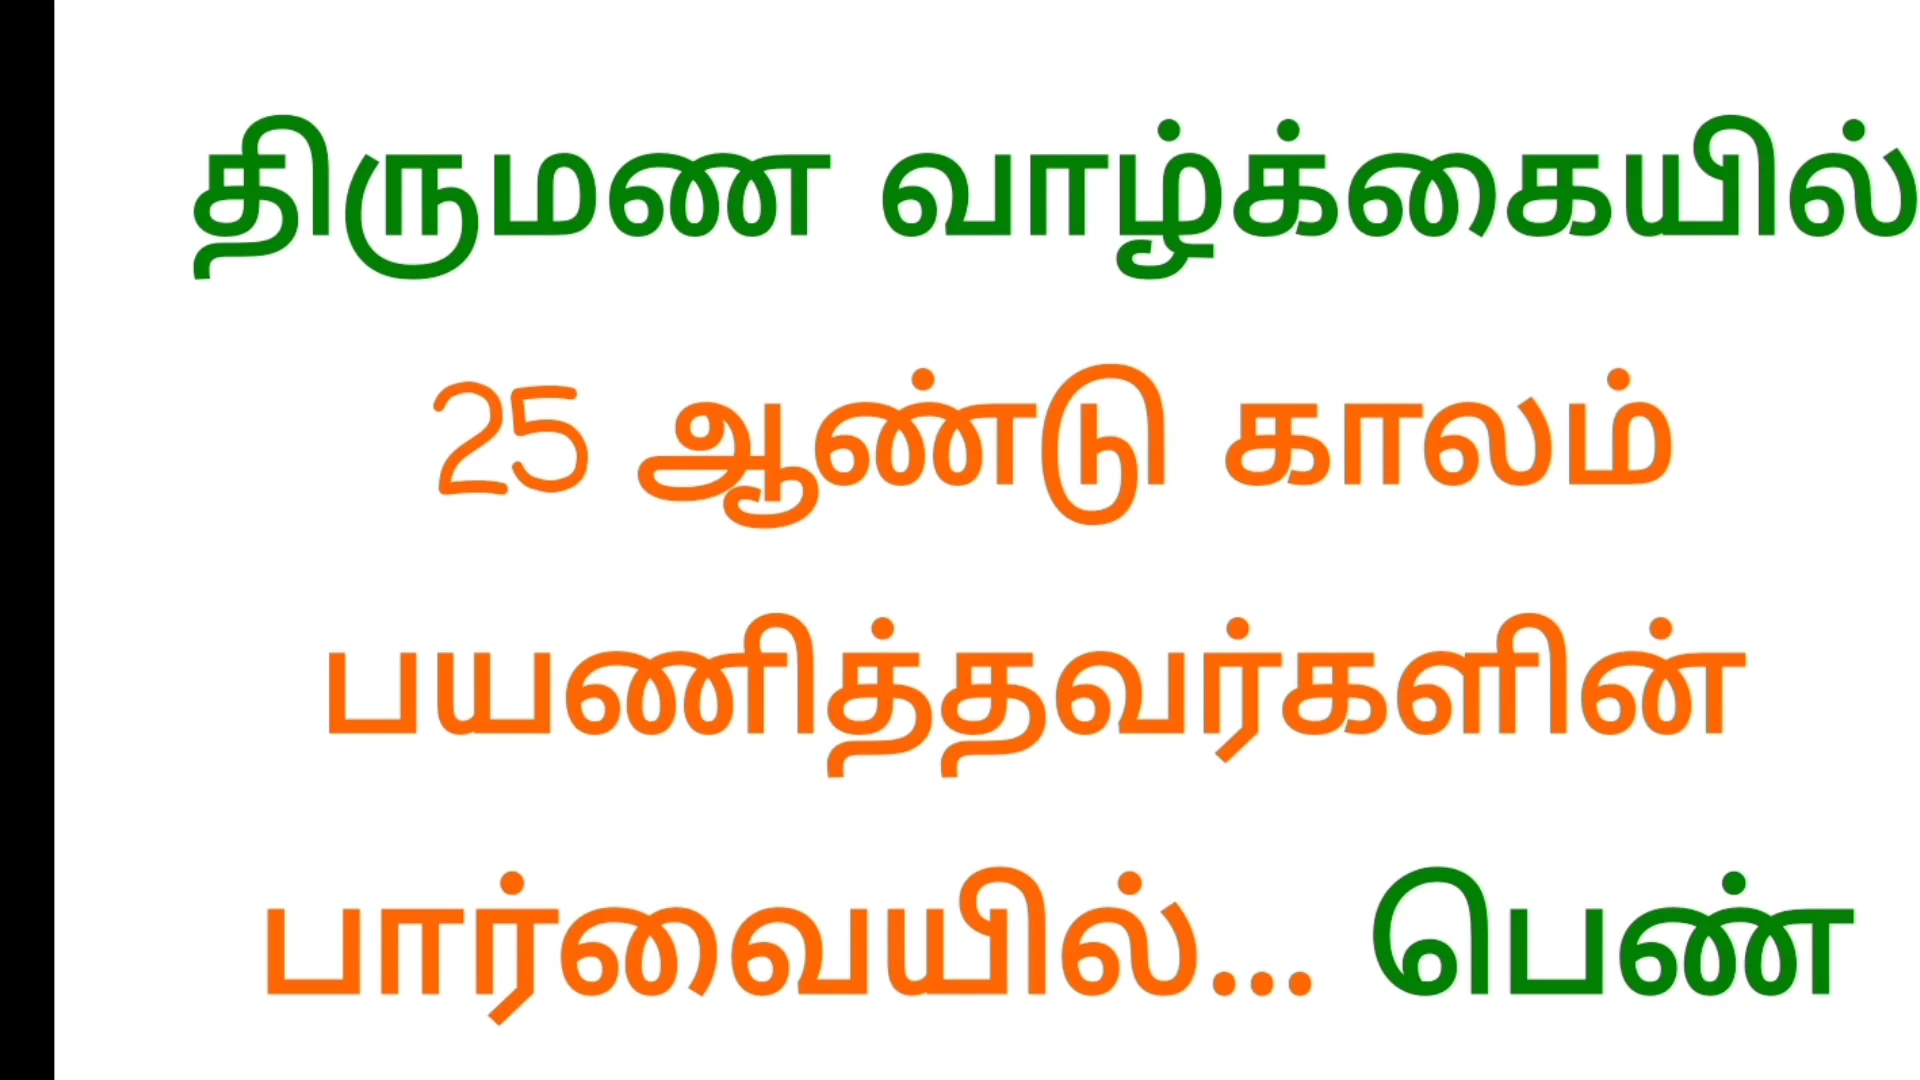 திருமண வாழ்க்கையில்
25 ஆண்டு காலம்
பயணித்தவர்களின்
பார்வையில்... பெண்